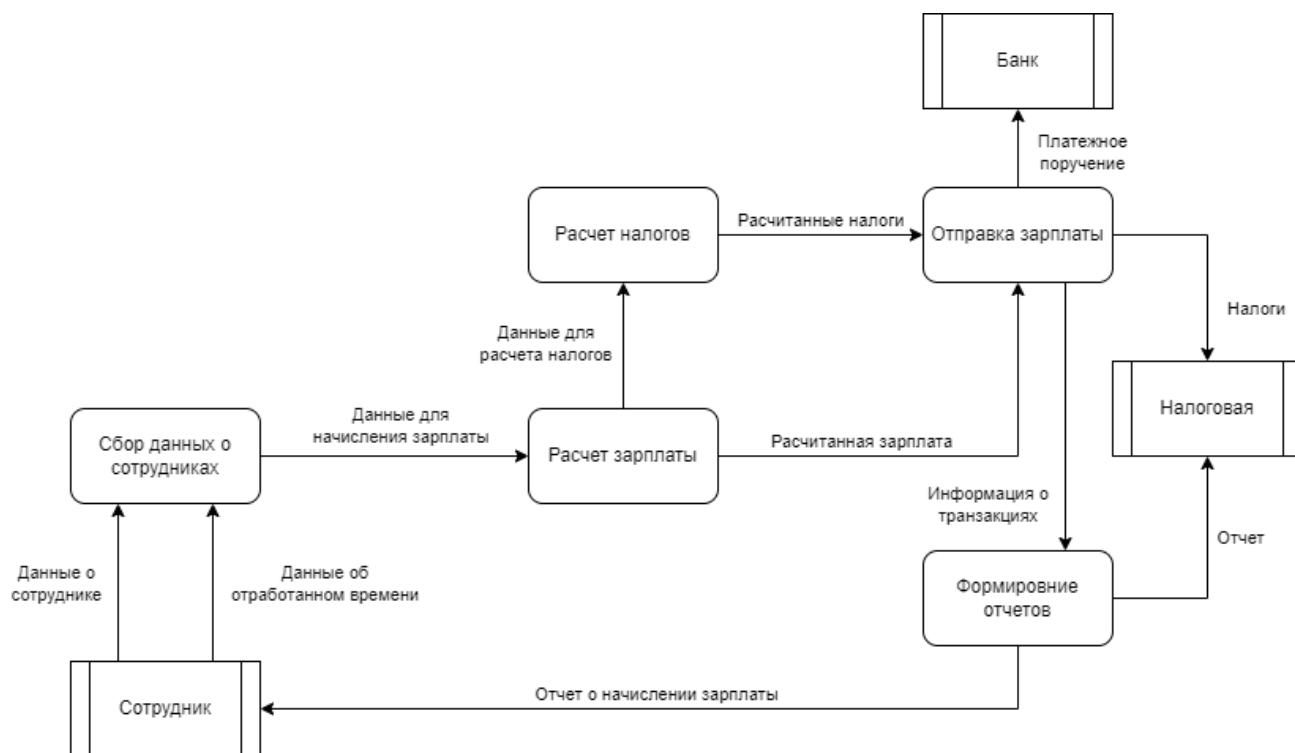 Банк
Платежное
поручение
Расчет налогов
Расчитанные налоги
Отправка зарплаты
Налоги
Данные для
расчета налогов
Налоговая
Данные для
начисления зарплаты
Сбор данных о
сотрудниках
Расчет зарплаты
Расчитанная зарплата
Информация о
транзакциях
Отчет
Данные о
сотруднике
Данные об
отработанном времени
Формировние
отчетов
Отчет о начислении зарплаты
Сотрудник